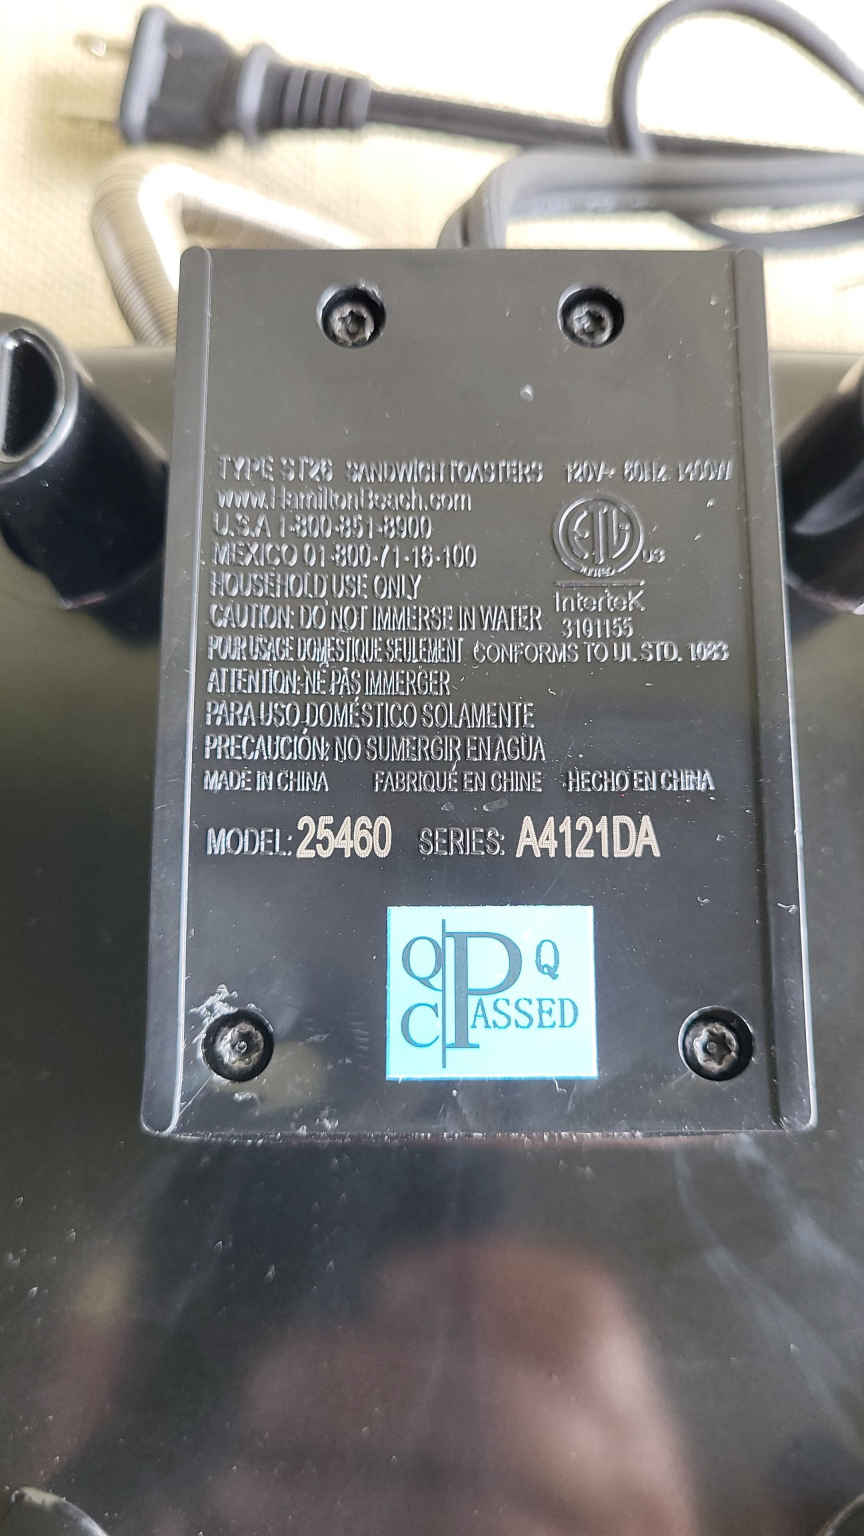 TYPE ST26 SANDWICH TOASTERS 120V~ 60Hz 1400W
www.HamiltonBeach.com
U.S.A 1-800-851-8900
MEXICO 01-800-71-16-100
HOUSEHOLD USE ONLY
CAUTION: DO NOT IMMERSE IN WATER
POUR USAGE DOMESTIQUE SEULEMENT
ATTENTION: NE PAS IMMERGER
PARA USO DOMÉSTICO SOLAMENTE
PRECAUCIÓN: NO SUMERGIR EN AGUA
ETL
US
Intertek
3191155
CONFORMS TO UL STD. 1083
MADE IN CHINA FABRIQUÉ EN CHINE HECHO EN CHINA
MODEL: 25460 SERIES: A4121DA
QC PASSED Q